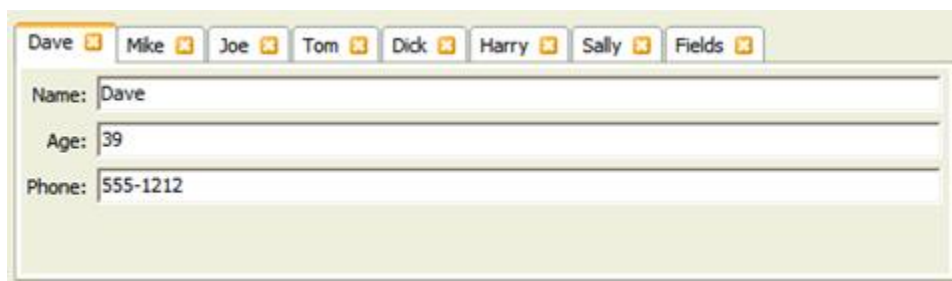 Dave Mike Joe Tom Dick Harry Sally Fields
Name: Dave
Age: 39
Phone: 555-1212